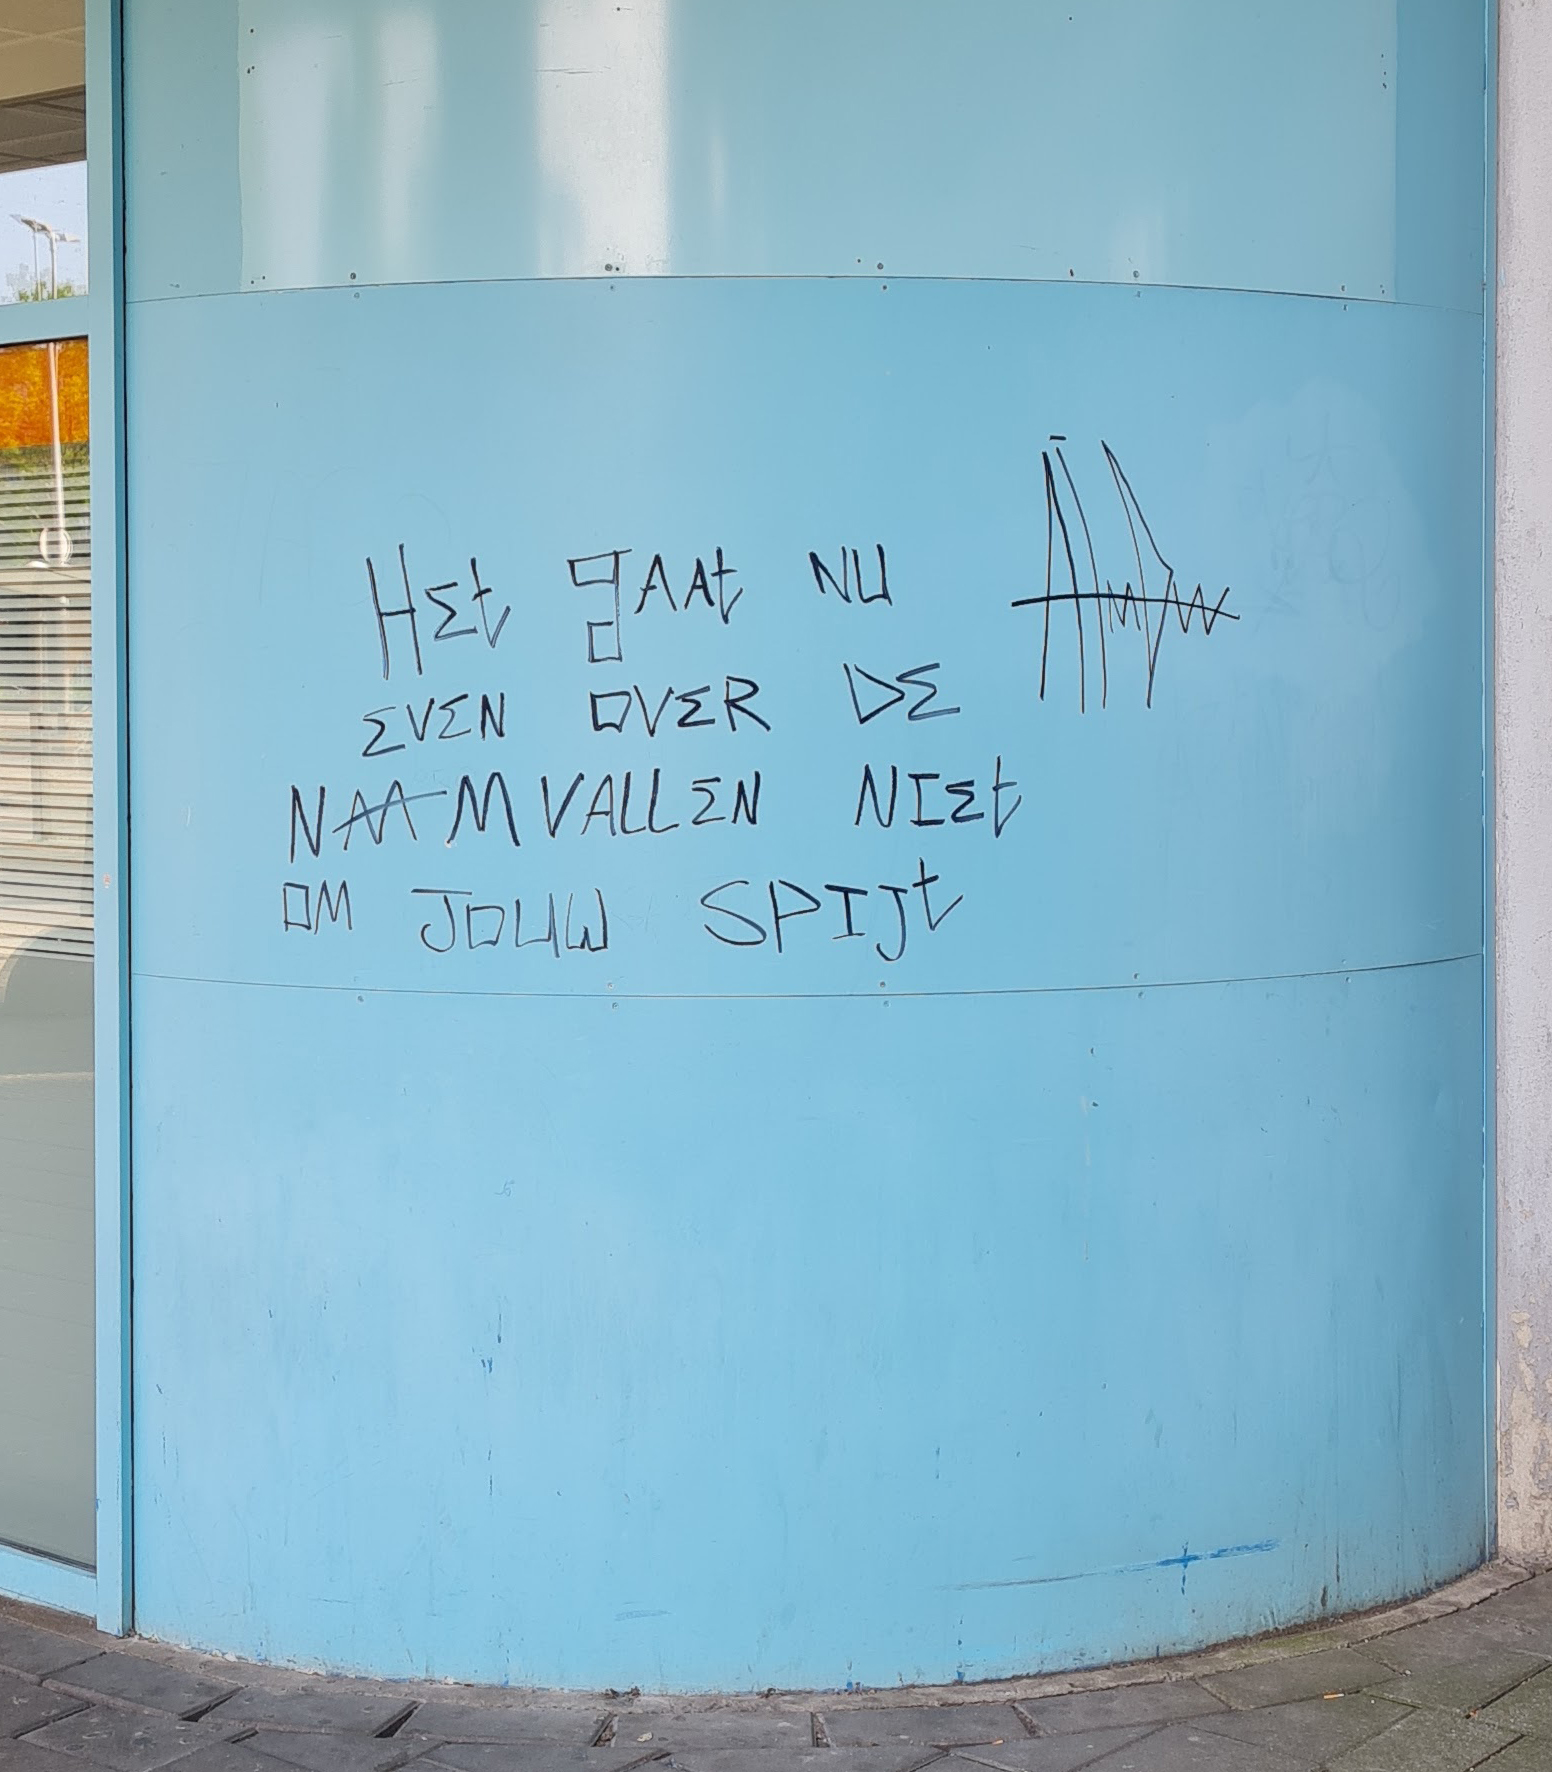 HEt gAAt NU
EVEN OVER DE
NAAMVALLEN NIEt
OM JOUW SPIJt